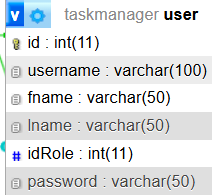 v taskmanager user
id : int(11)
username : varchar(100)
fname : varchar(50)
lname : varchar(50)
# idRole : int(11)
password : varchar(50)